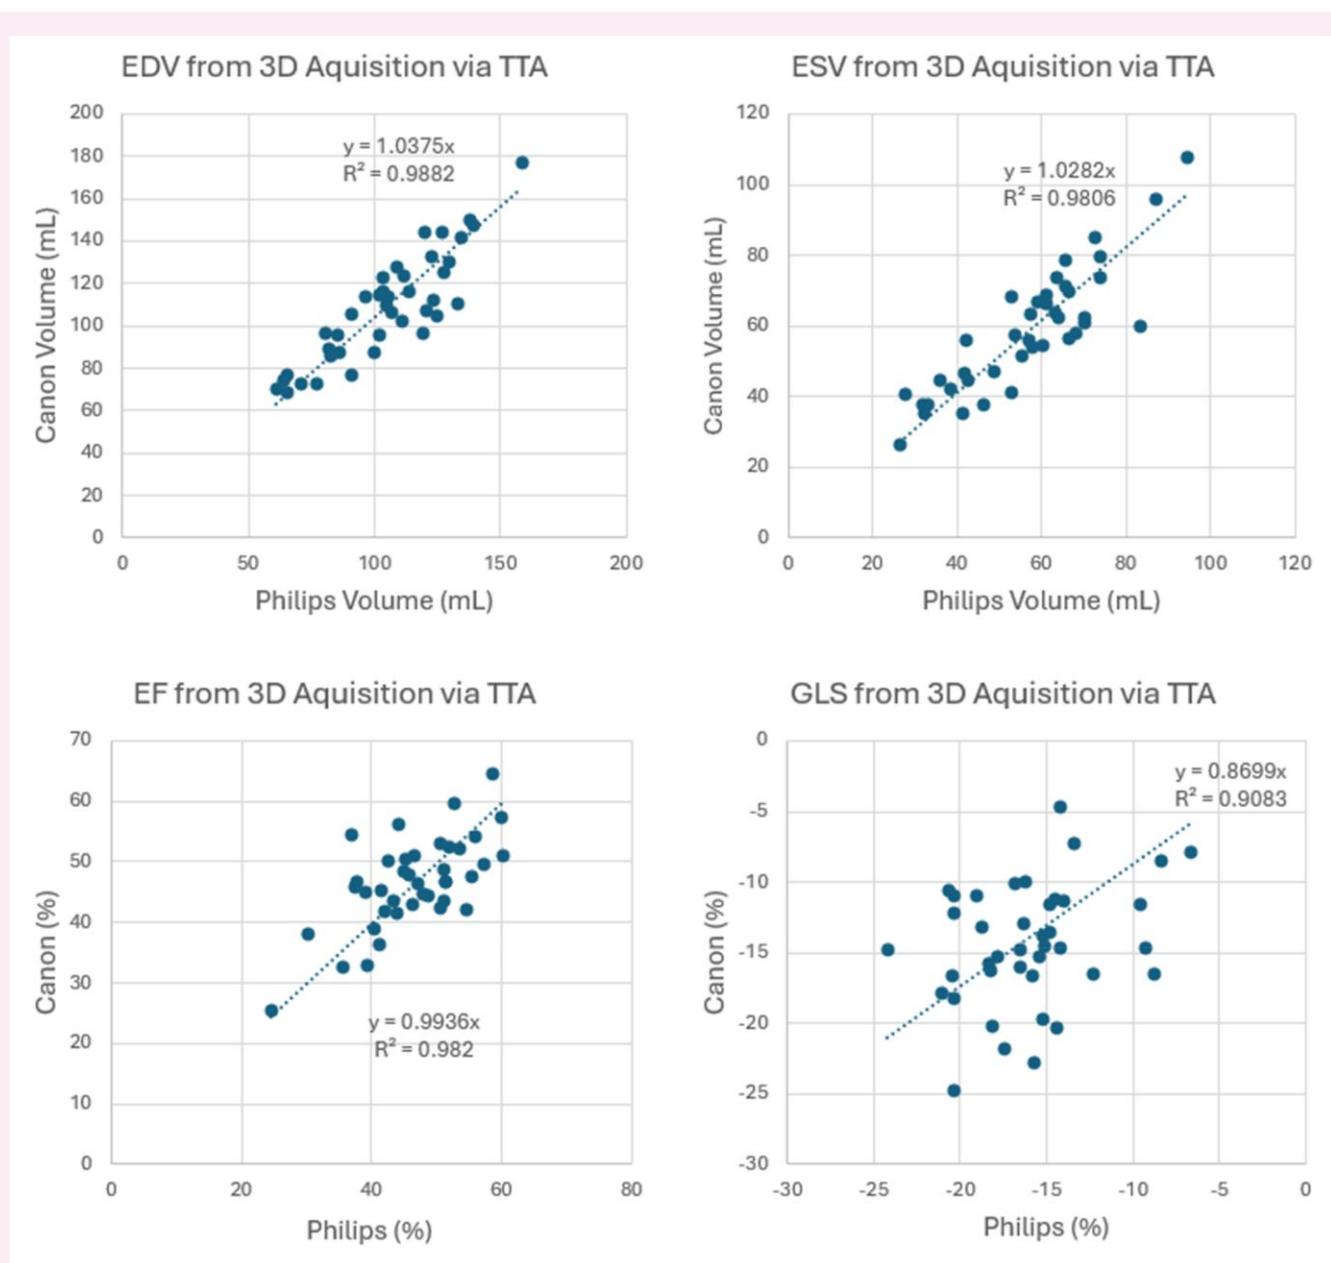 EDV from 3D Aquisition via TTA
200
180
160
140
120
100
80
60
40
20
0
y = 1.0375x
R² = 0.9882
Canon Volume (mL)
0 50 100 150 200
Philips Volume (mL)
ESV from 3D Aquisition via TTA
120
100
80
60
40
20
0
y = 1.0282x
R² = 0.9806
Canon Volume (mL)
0 20 40 60 80 100 120
Philips Volume (mL)
EF from 3D Aquisition via TTA
70
60
50
40
30
20
10
0
y = 0.9936x
R² = 0.982
Canon (%)
0 20 40 60 80
Philips (%)
GLS from 3D Aquisition via TTA
0
-5
-10
-15
-20
-25
-30
y = 0.8699x
R² = 0.9083
Canon (%)
-30 -25 -20 -15 -10 -5 0
Philips (%)